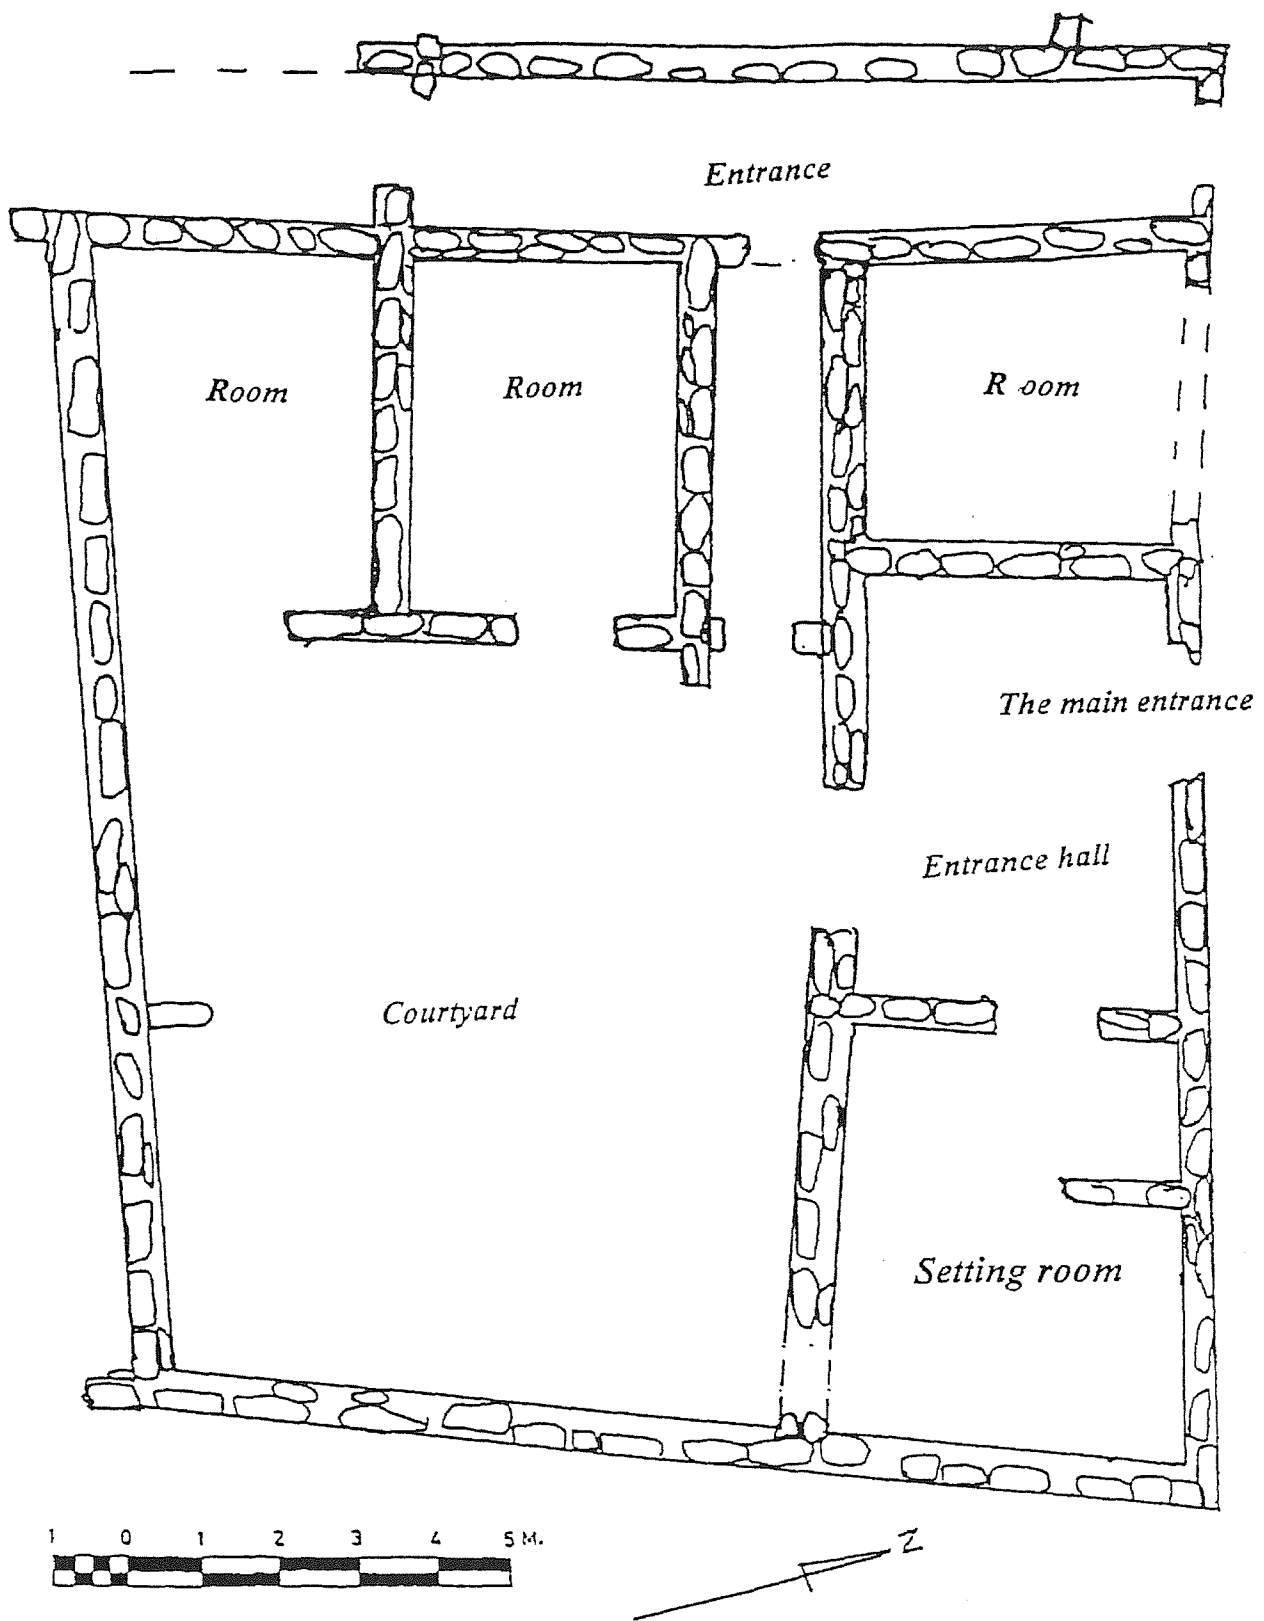 Entrance
Room
Room
R oom
The main entrance
Entrance hall
Courtyard
Setting room
1 0 1 2 3 4 5 M.
Z